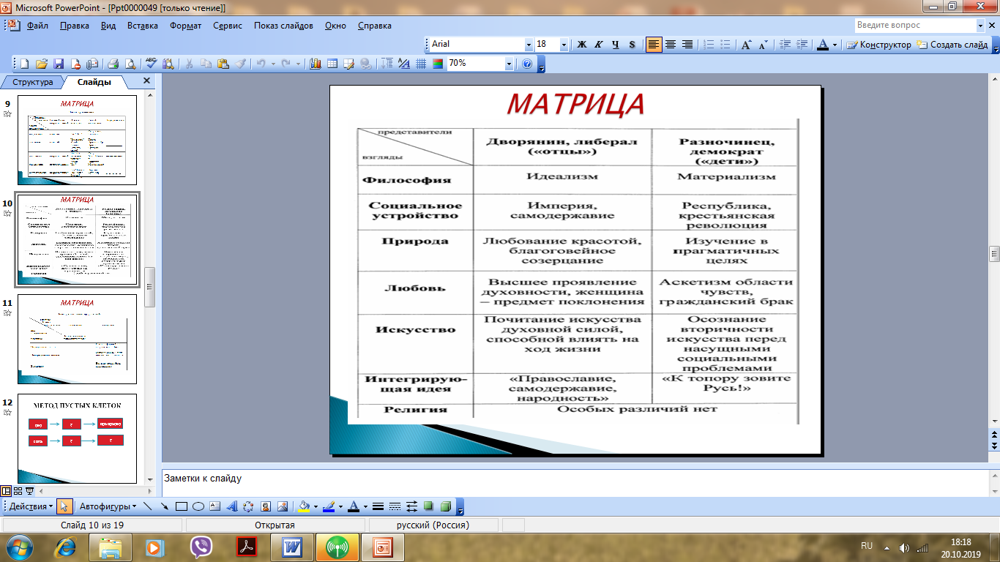 Microsoft PowerPoint - [Ppt0000049 [только чтение]]
Файл Правка Вид Вставка Формат Сервис Показ слайдов Окно Справка
Введите вопрос
Arial 18 Ж К Ч S А Конструктор Создать слайд
70%
Структура Слайды
9
МАТРИЦА
10
МАТРИЦА
11
МАТРИЦА
12
МЕТОД ПУСТЫХ КЛЕТОК
?
? ?
МАТРИЦА
представители
взгляды
Дворянин, либерал
(«отцы»)
Разночинец,
демократ
(«дети»)
Философия
Идеализм
Материализм
Социальное
устройство
Империя,
самодержавие
Республика,
крестьянская
революция
Природа
Любование красотой,
благоговейное
созерцание
Изучение в
прагматичных
целях
Любовь
Высшее проявление
духовности, женщина
– предмет поклонения
Аскетизм области
чувств,
гражданский брак
Искусство
Почитание искусства
духовной силой,
способной влиять на
ход жизни
Осознание
вторичности
искусства перед
насущными
социальными
проблемами
Интегрирую-
щая идея
«Православие,
самодержавие,
народность»
«К топору зовите
Русь!»
Религия
Особых различий нет
Заметки к слайду
Действия Автофигуры
Слайд 10 из 19 Открытая русский (Россия)
RU
18:18
20.10.2019